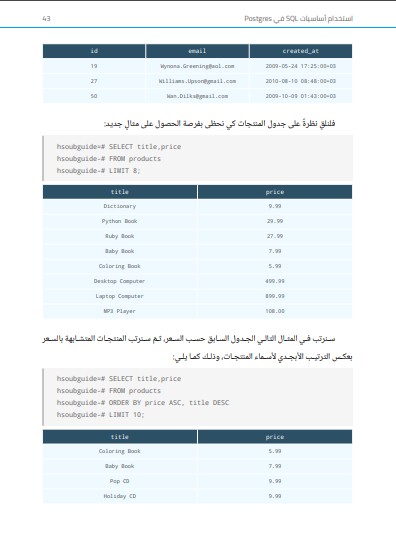 استخدام أساسيات SQL في Postgres
43
id email created_at
19 Wynona.Greening@aol.com 2009-05-24 17:25:00+03
27 Williams.Upson@gmail.com 2010-08-10 08:48:00+03
50 Wan.Dilks@gmail.com 2009-10-09 01:43:00+03
فلنلقِ نظرةً على جدول المنتجات كي نحظى بفرصة الحصول على مثالٍ جديد:
hsoubguide=# SELECT title,price
hsoubguide-# FROM products
hsoubguide-# LIMIT 8;
title price
Dictionary 9.99
Python Book 29.99
Ruby Book 27.99
Baby Book 7.99
Coloring Book 5.99
Desktop Computer 499.99
Laptop Computer 899.99
MP3 Player 108.00
سنرتب في المثال التالي الجدول السابق حسب السعر، ثم سنرتب المنتجات المتشابهة بالسعر
بعكس الترتيب الأبجدي لأسماء المنتجات، وذلك كما يلي:
hsoubguide=# SELECT title,price
hsoubguide-# FROM products
hsoubguide-# ORDER BY price ASC, title DESC
hsoubguide-# LIMIT 10;
title price
Coloring Book 5.99
Baby Book 7.99
Pop CD 9.99
Holiday CD 9.99